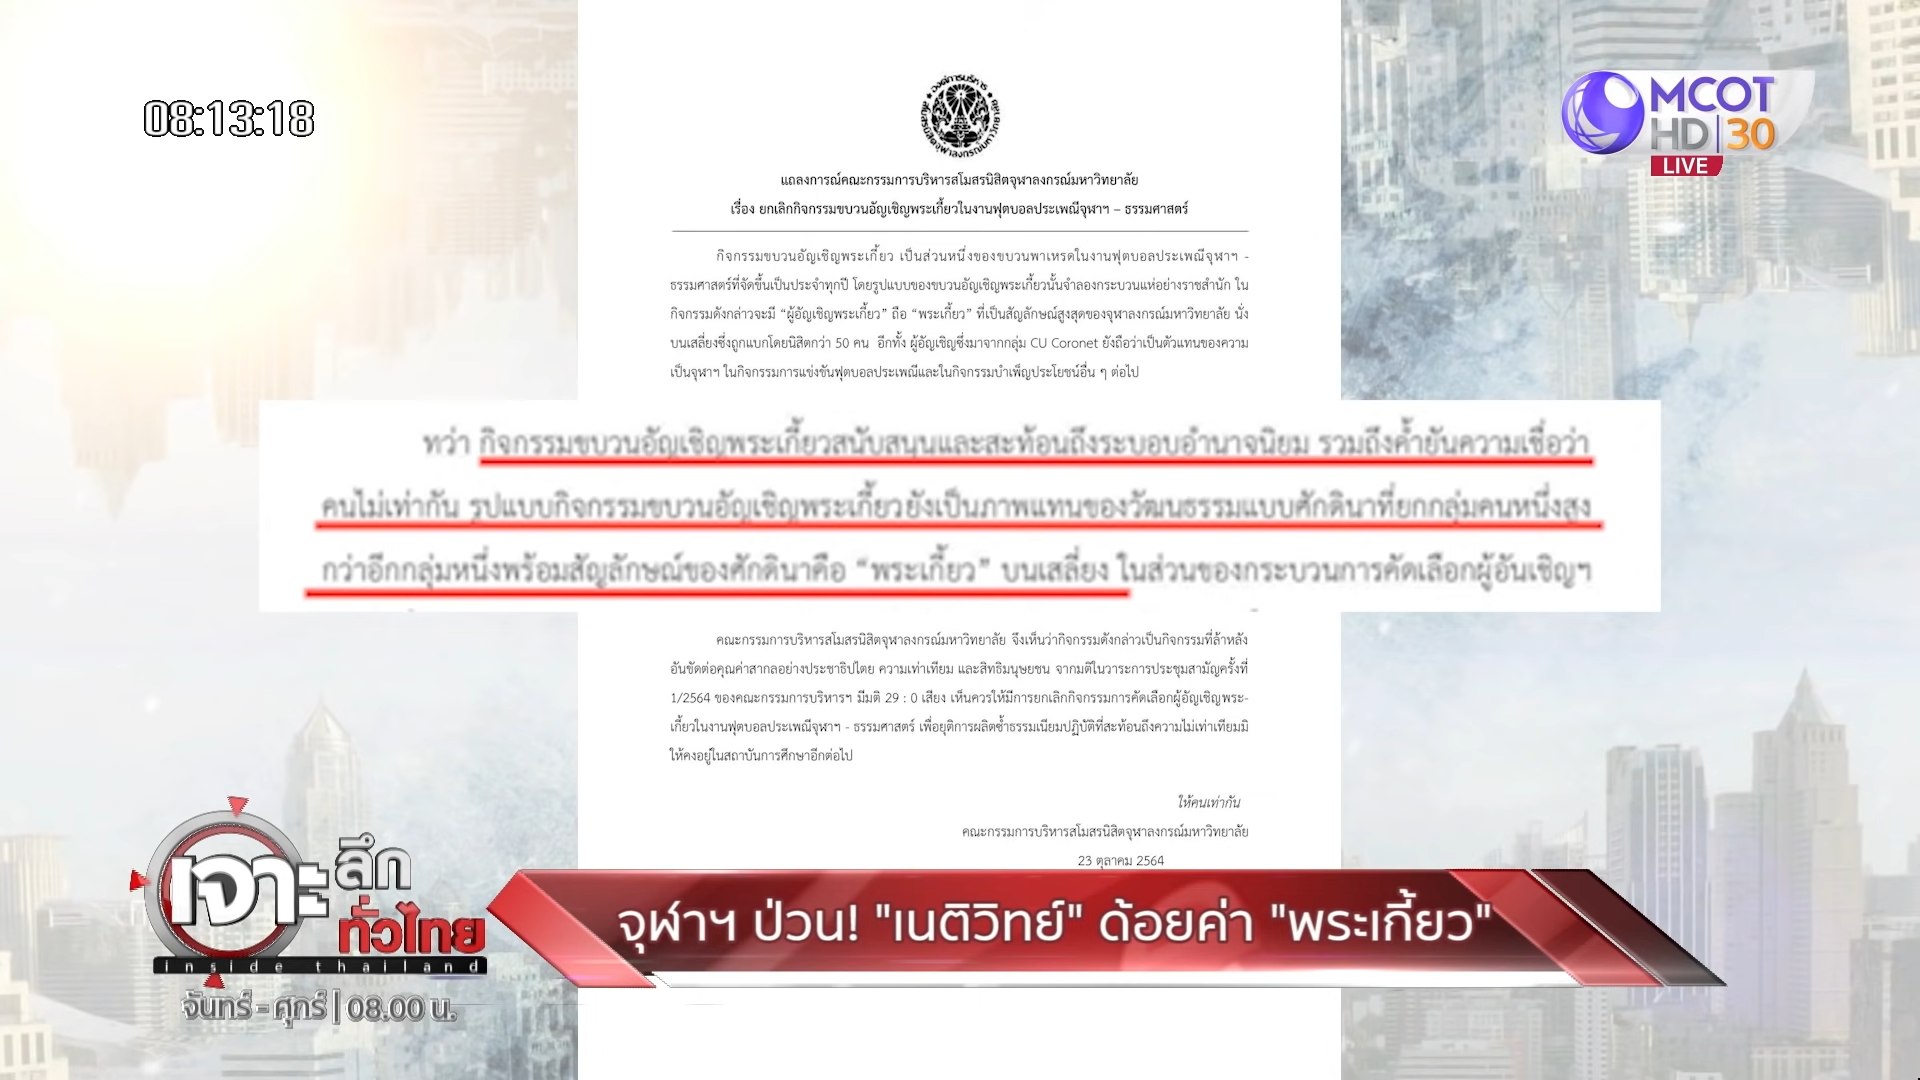 08:13:18
MCOT
HD|30
LIVE
แถลงการณ์คณะกรรมการบริหารสโมสรนิสิตจุฬาลงกรณ์มหาวิทยาลัย
เรื่อง ยกเลิกกิจกรรมขบวนอัญเชิญพระเกี้ยวในงานฟุตบอลประเพณีจุฬาฯ – ธรรมศาสตร์
กิจกรรมขบวนอัญเชิญพระเกี้ยว เป็นส่วนหนึ่งของขบวนพาเหรดในงานฟุตบอลประเพณีจุฬาฯ -
ธรรมศาสตร์ที่จัดขึ้นเป็นประจำทุกปี โดยรูปแบบของขบวนอัญเชิญพระเกี้ยวนั้นจำลองกระบวนแห่อย่างราชสำนัก ใน
กิจกรรมดังกล่าวจะมี “ผู้อัญเชิญพระเกี้ยว” ถือ “พระเกี้ยว” ที่เป็นสัญลักษณ์สูงสุดของจุฬาลงกรณ์มหาวิทยาลัย นั่ง
บนเสลี่ยงซึ่งถูกแบกโดยนิสิตกว่า 50 คน อีกทั้ง ผู้อัญเชิญซึ่งมาจากกลุ่ม CU Coronet ยังถือว่าเป็นตัวแทนของความ
เป็นจุฬาฯ ในกิจกรรมการแข่งขันฟุตบอลประเพณีและในกิจกรรมบำเพ็ญประโยชน์อื่น ๆ ต่อไป
ทว่า กิจกรรมขบวนอัญเชิญพระเกี้ยวสนับสนุนและสะท้อนถึงระบอบอำนาจนิยม รวมถึงค้ำยันความเชื่อว่า
คนไม่เท่ากัน รูปแบบกิจกรรมขบวนอัญเชิญพระเกี้ยวยังเป็นภาพแทนของวัฒนธรรมแบบศักดินาที่ยกกลุ่มคนหนึ่งสูง
กว่าอีกกลุ่มหนึ่งพร้อมสัญลักษณ์ของศักดินาคือ “พระเกี้ยว” บนเสลี่ยง ในส่วนของกระบวนการคัดเลือกผู้อันเชิญฯ
คณะกรรมการบริหารสโมสรนิสิตจุฬาลงกรณ์มหาวิทยาลัย จึงเห็นว่ากิจกรรมดังกล่าวเป็นกิจกรรมที่ล้าหลัง
อันขัดต่อคุณค่าสากลอย่างประชาธิปไตย ความเท่าเทียม และสิทธิมนุษยชน จากมติในวาระการประชุมสามัญครั้งที่
1/2564 ของคณะกรรมการบริหารฯ มีมติ 29 : 0 เสียง เห็นควรให้มีการยกเลิกกิจกรรมการคัดเลือกผู้อัญเชิญพระ-
เกี้ยวในงานฟุตบอลประเพณีจุฬาฯ - ธรรมศาสตร์ เพื่อยุติการผลิตซ้ำธรรมเนียมปฏิบัติที่สะท้อนถึงความไม่เท่าเทียมมิ
ให้คงอยู่ในสถาบันการศึกษาอีกต่อไป
ให้คนเท่ากัน
คณะกรรมการบริหารสโมสรนิสิตจุฬาลงกรณ์มหาวิทยาลัย
23 ตุลาคม 2564
จุฬาฯ ป่วน! "เนติวิทย์" ด้อยค่า "พระเกี้ยว"
เจาะลึก
ทั่วไทย
inside thailand
จันทร์ - ศุกร์ | 08.00 น.